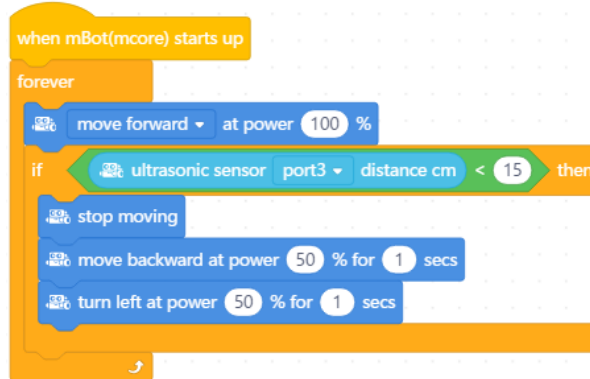 when mBot(mcore) starts up
forever
move forward at power 100 %
if ultrasonic sensor port3 distance cm < 15 then
stop moving
move backward at power 50 % for 1 secs
turn left at power 50 % for 1 secs